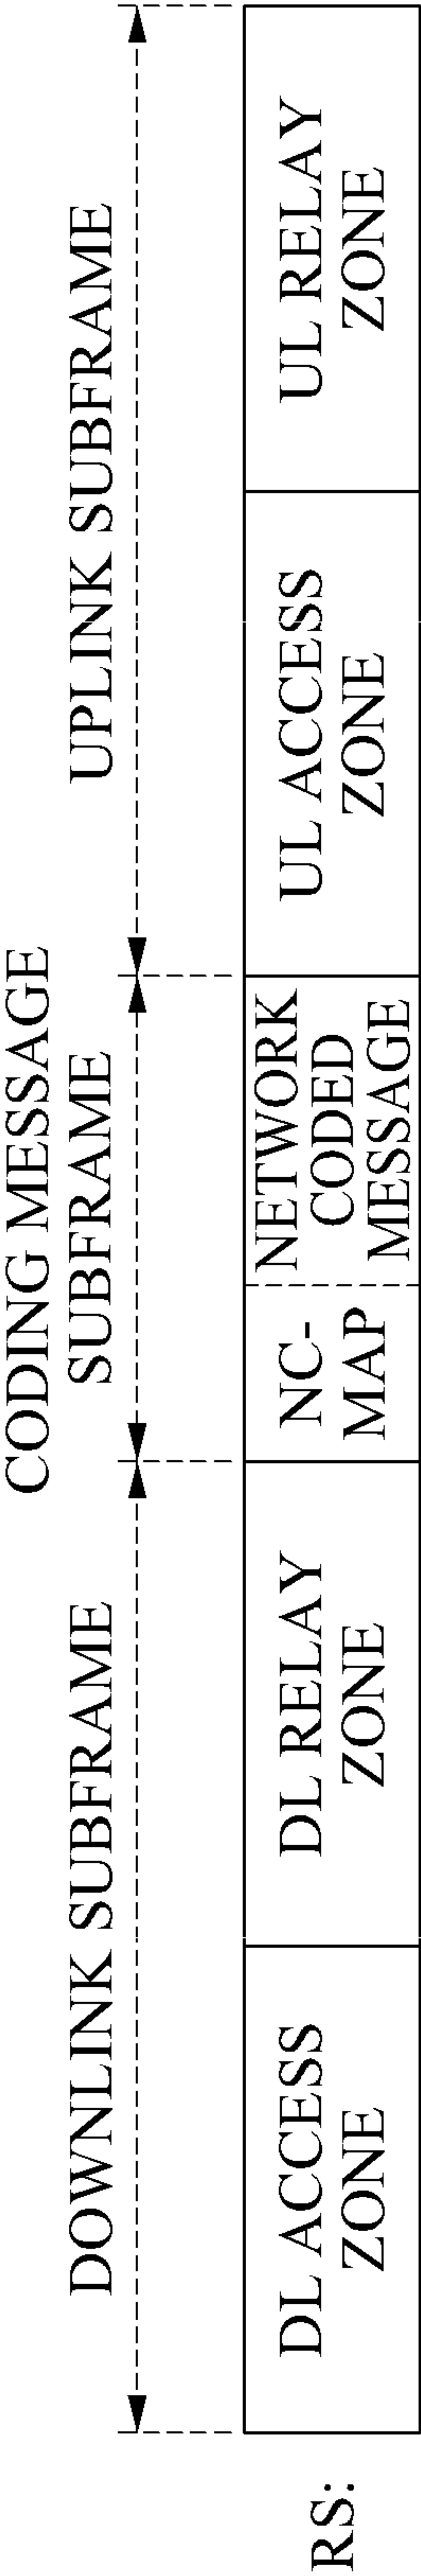 DOWNLINK SUBFRAME
CODING MESSAGE
SUBFRAME
UPLINK SUBFRAME
RS:
DL ACCESS
ZONE
DL RELAY
ZONE
NC-
MAP
NETWORK
CODED
MESSAGE
UL ACCESS
ZONE
UL RELAY
ZONE